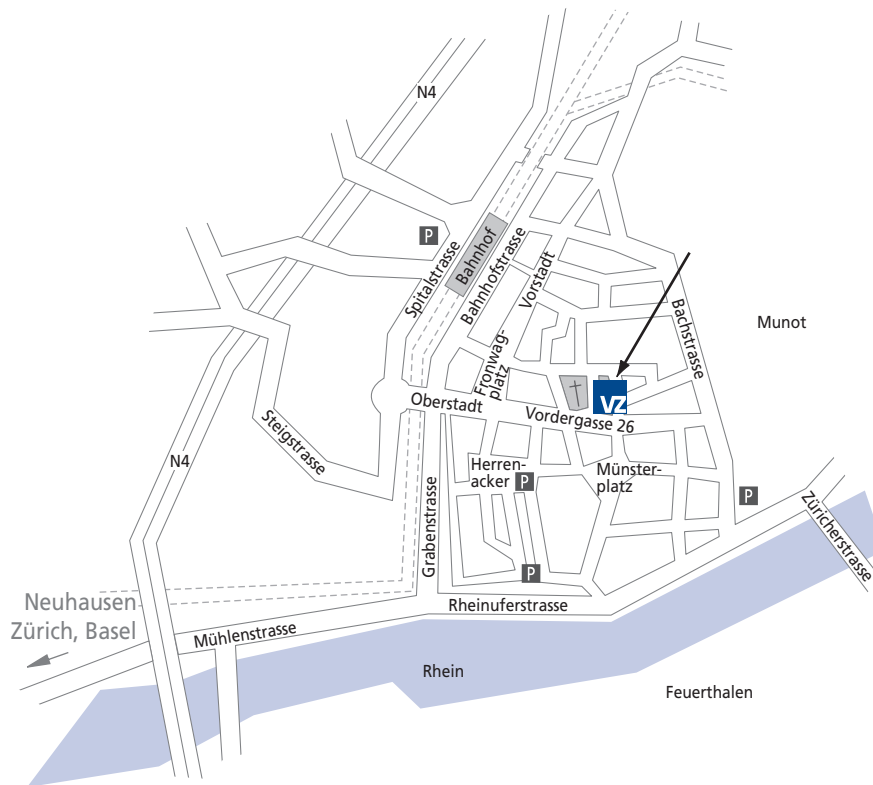 N4
P
Bahnhof
Spitalstrasse
Bahnhofstrasse
Vorstadt
Bachstrasse
Munot
Fronwag-
platz
Oberstadt
VZ
Vordergasse 26
Steigstrasse
N4
Herren-
acker
P
Münster-
platz
P
Züricherstrasse
Grabenstrasse
P
Neuhausen
Zürich, Basel
Rheinuferstrasse
Mühlenstrasse
Rhein
Feuerthalen